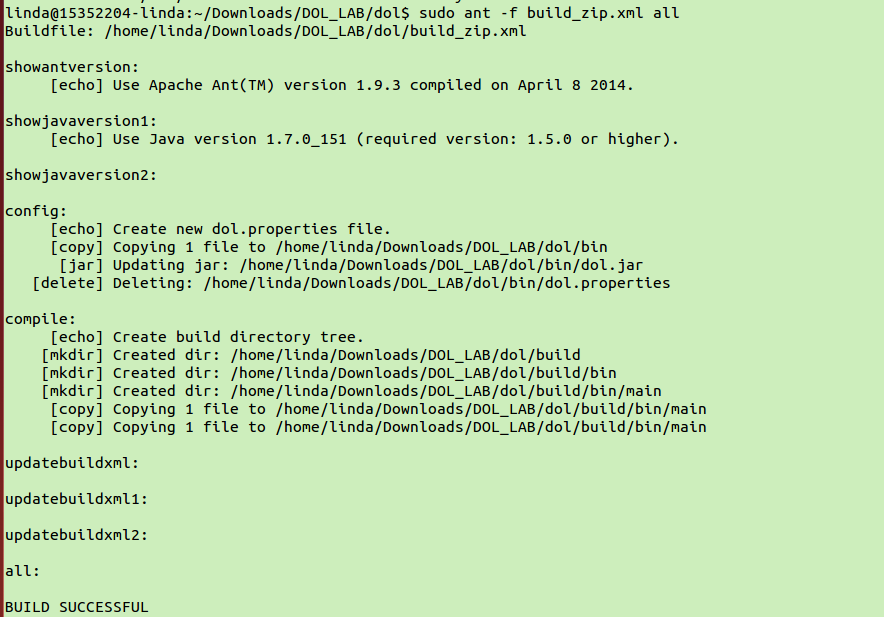 linda@15352204-linda:~/Downloads/DOL_LAB/dol$ sudo ant -f build_zip.xml all
Buildfile: /home/linda/Downloads/DOL_LAB/dol/build_zip.xml
showantversion:
[echo] Use Apache Ant(TM) version 1.9.3 compiled on April 8 2014.
showjavaversion1:
[echo] Use Java version 1.7.0_151 (required version: 1.5.0 or higher).
showjavaversion2:
config:
[echo] Create new dol.properties file.
[copy] Copying 1 file to /home/linda/Downloads/DOL_LAB/dol/bin
[jar] Updating jar: /home/linda/Downloads/DOL_LAB/dol/bin/dol.jar
[delete] Deleting: /home/linda/Downloads/DOL_LAB/dol/bin/dol.properties
compile:
[echo] Create build directory tree.
[mkdir] Created dir: /home/linda/Downloads/DOL_LAB/dol/build
[mkdir] Created dir: /home/linda/Downloads/DOL_LAB/dol/build/bin
[mkdir] Created dir: /home/linda/Downloads/DOL_LAB/dol/build/bin/main
[copy] Copying 1 file to /home/linda/Downloads/DOL_LAB/dol/build/bin/main
[copy] Copying 1 file to /home/linda/Downloads/DOL_LAB/dol/build/bin/main
updatebuildxml:
updatebuildxml1:
updatebuildxml2:
all:
BUILD SUCCESSFUL